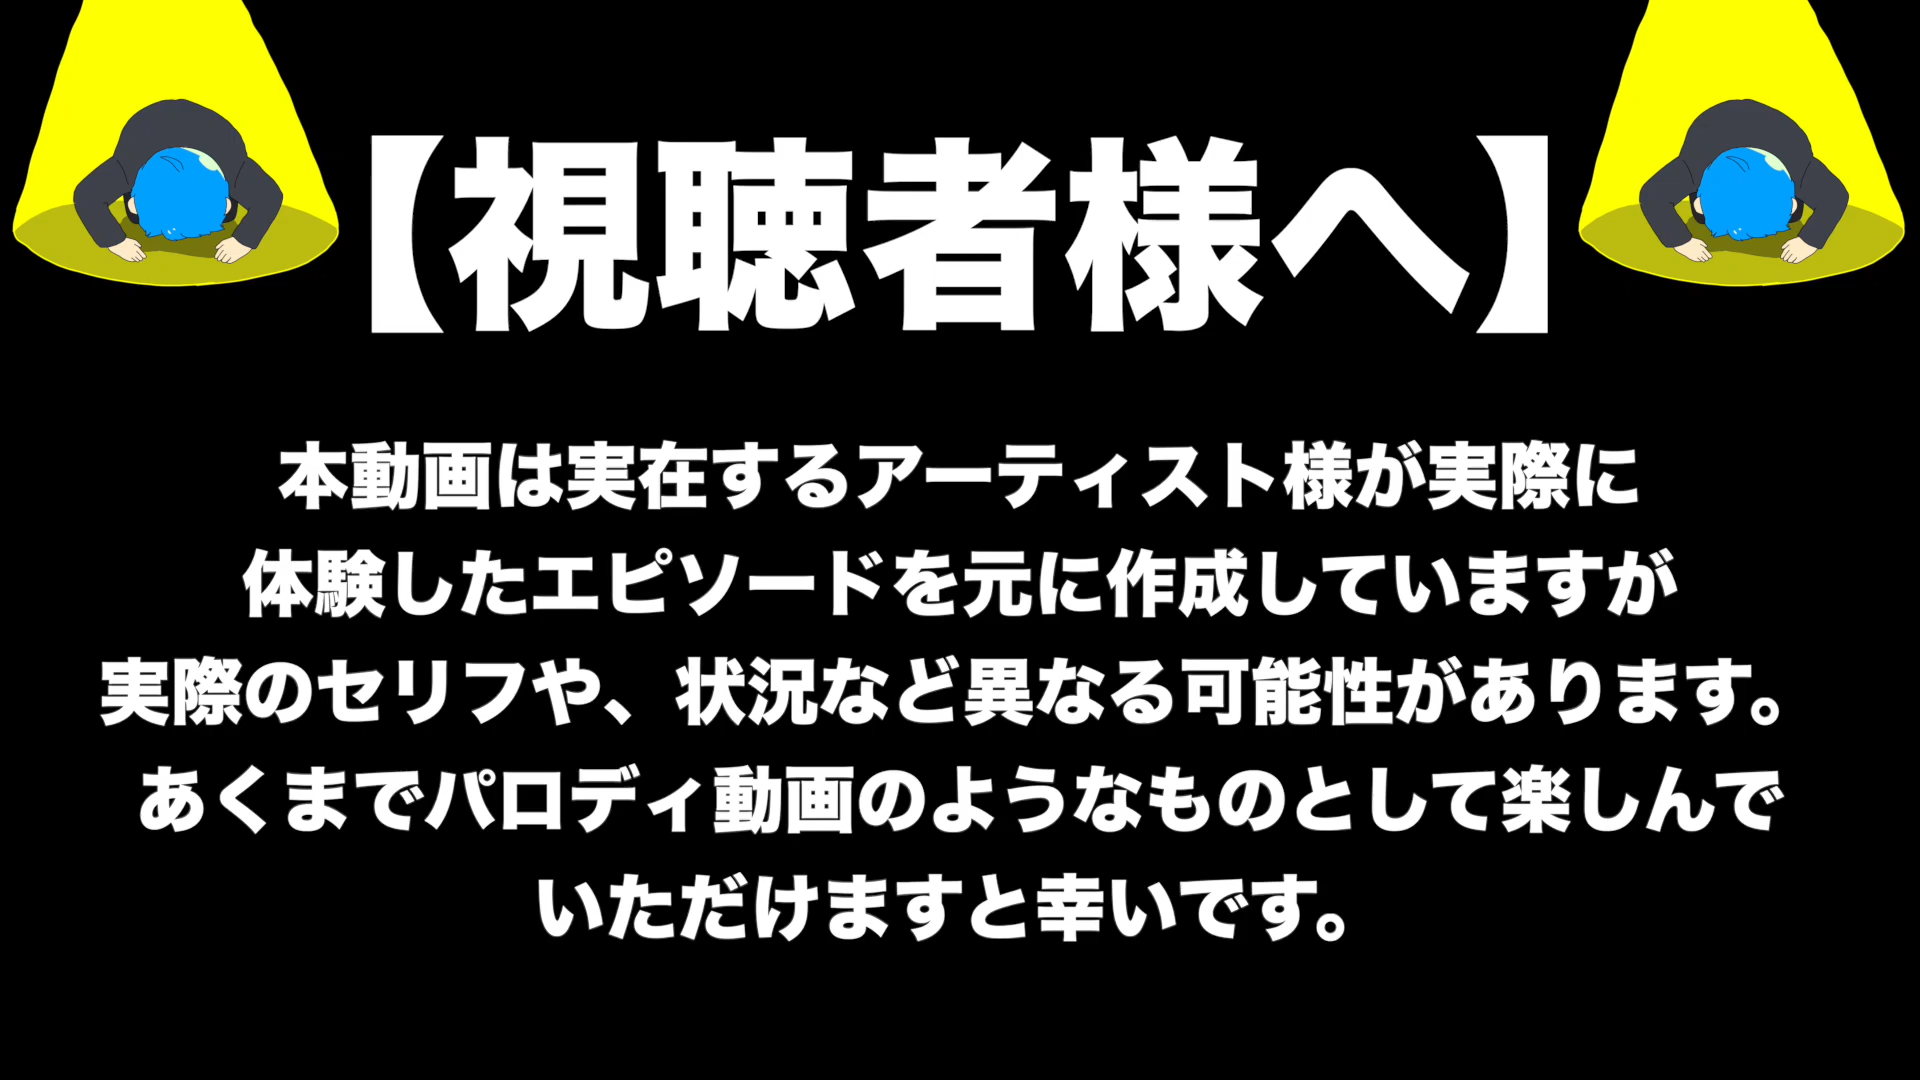 【視聴者様へ】
本動画は実在するアーティスト様が実際に
体験したエピソードを元に作成していますが
実際のセリフや、状況など異なる可能性があります。
あくまでパロディ動画のようなものとして楽しんで
いただけますと幸いです。